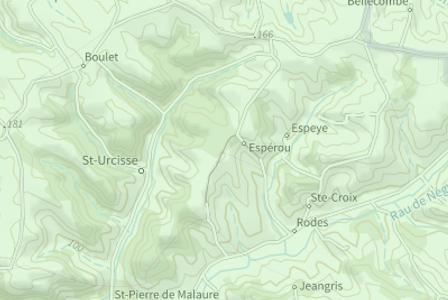 Bellecombe
166
Boulet
181
Espeye
Espérou
St-Urcisse
Ste-Croix
Rau de Nég
Rodes
100
Jeangris
St-Pierre de Malaure